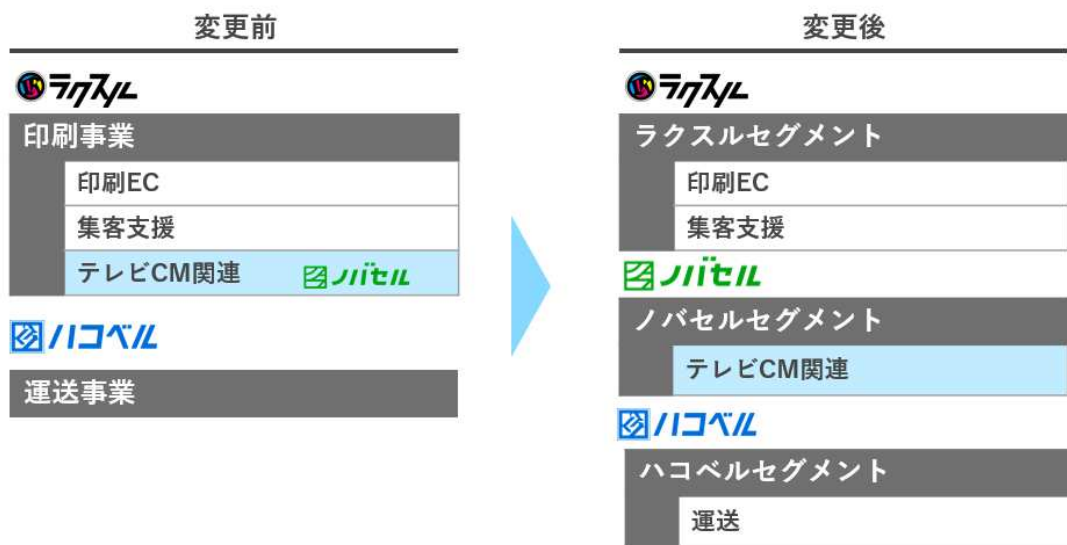 変更前
ラクスル
印刷事業
印刷EC
集客支援
テレビCM関連 ノバセル
ハコベル
運送事業
変更後
ラクスル
ラクスルセグメント
印刷EC
集客支援
ノバセル
ノバセルセグメント
テレビCM関連
ハコベル
ハコベルセグメント
運送